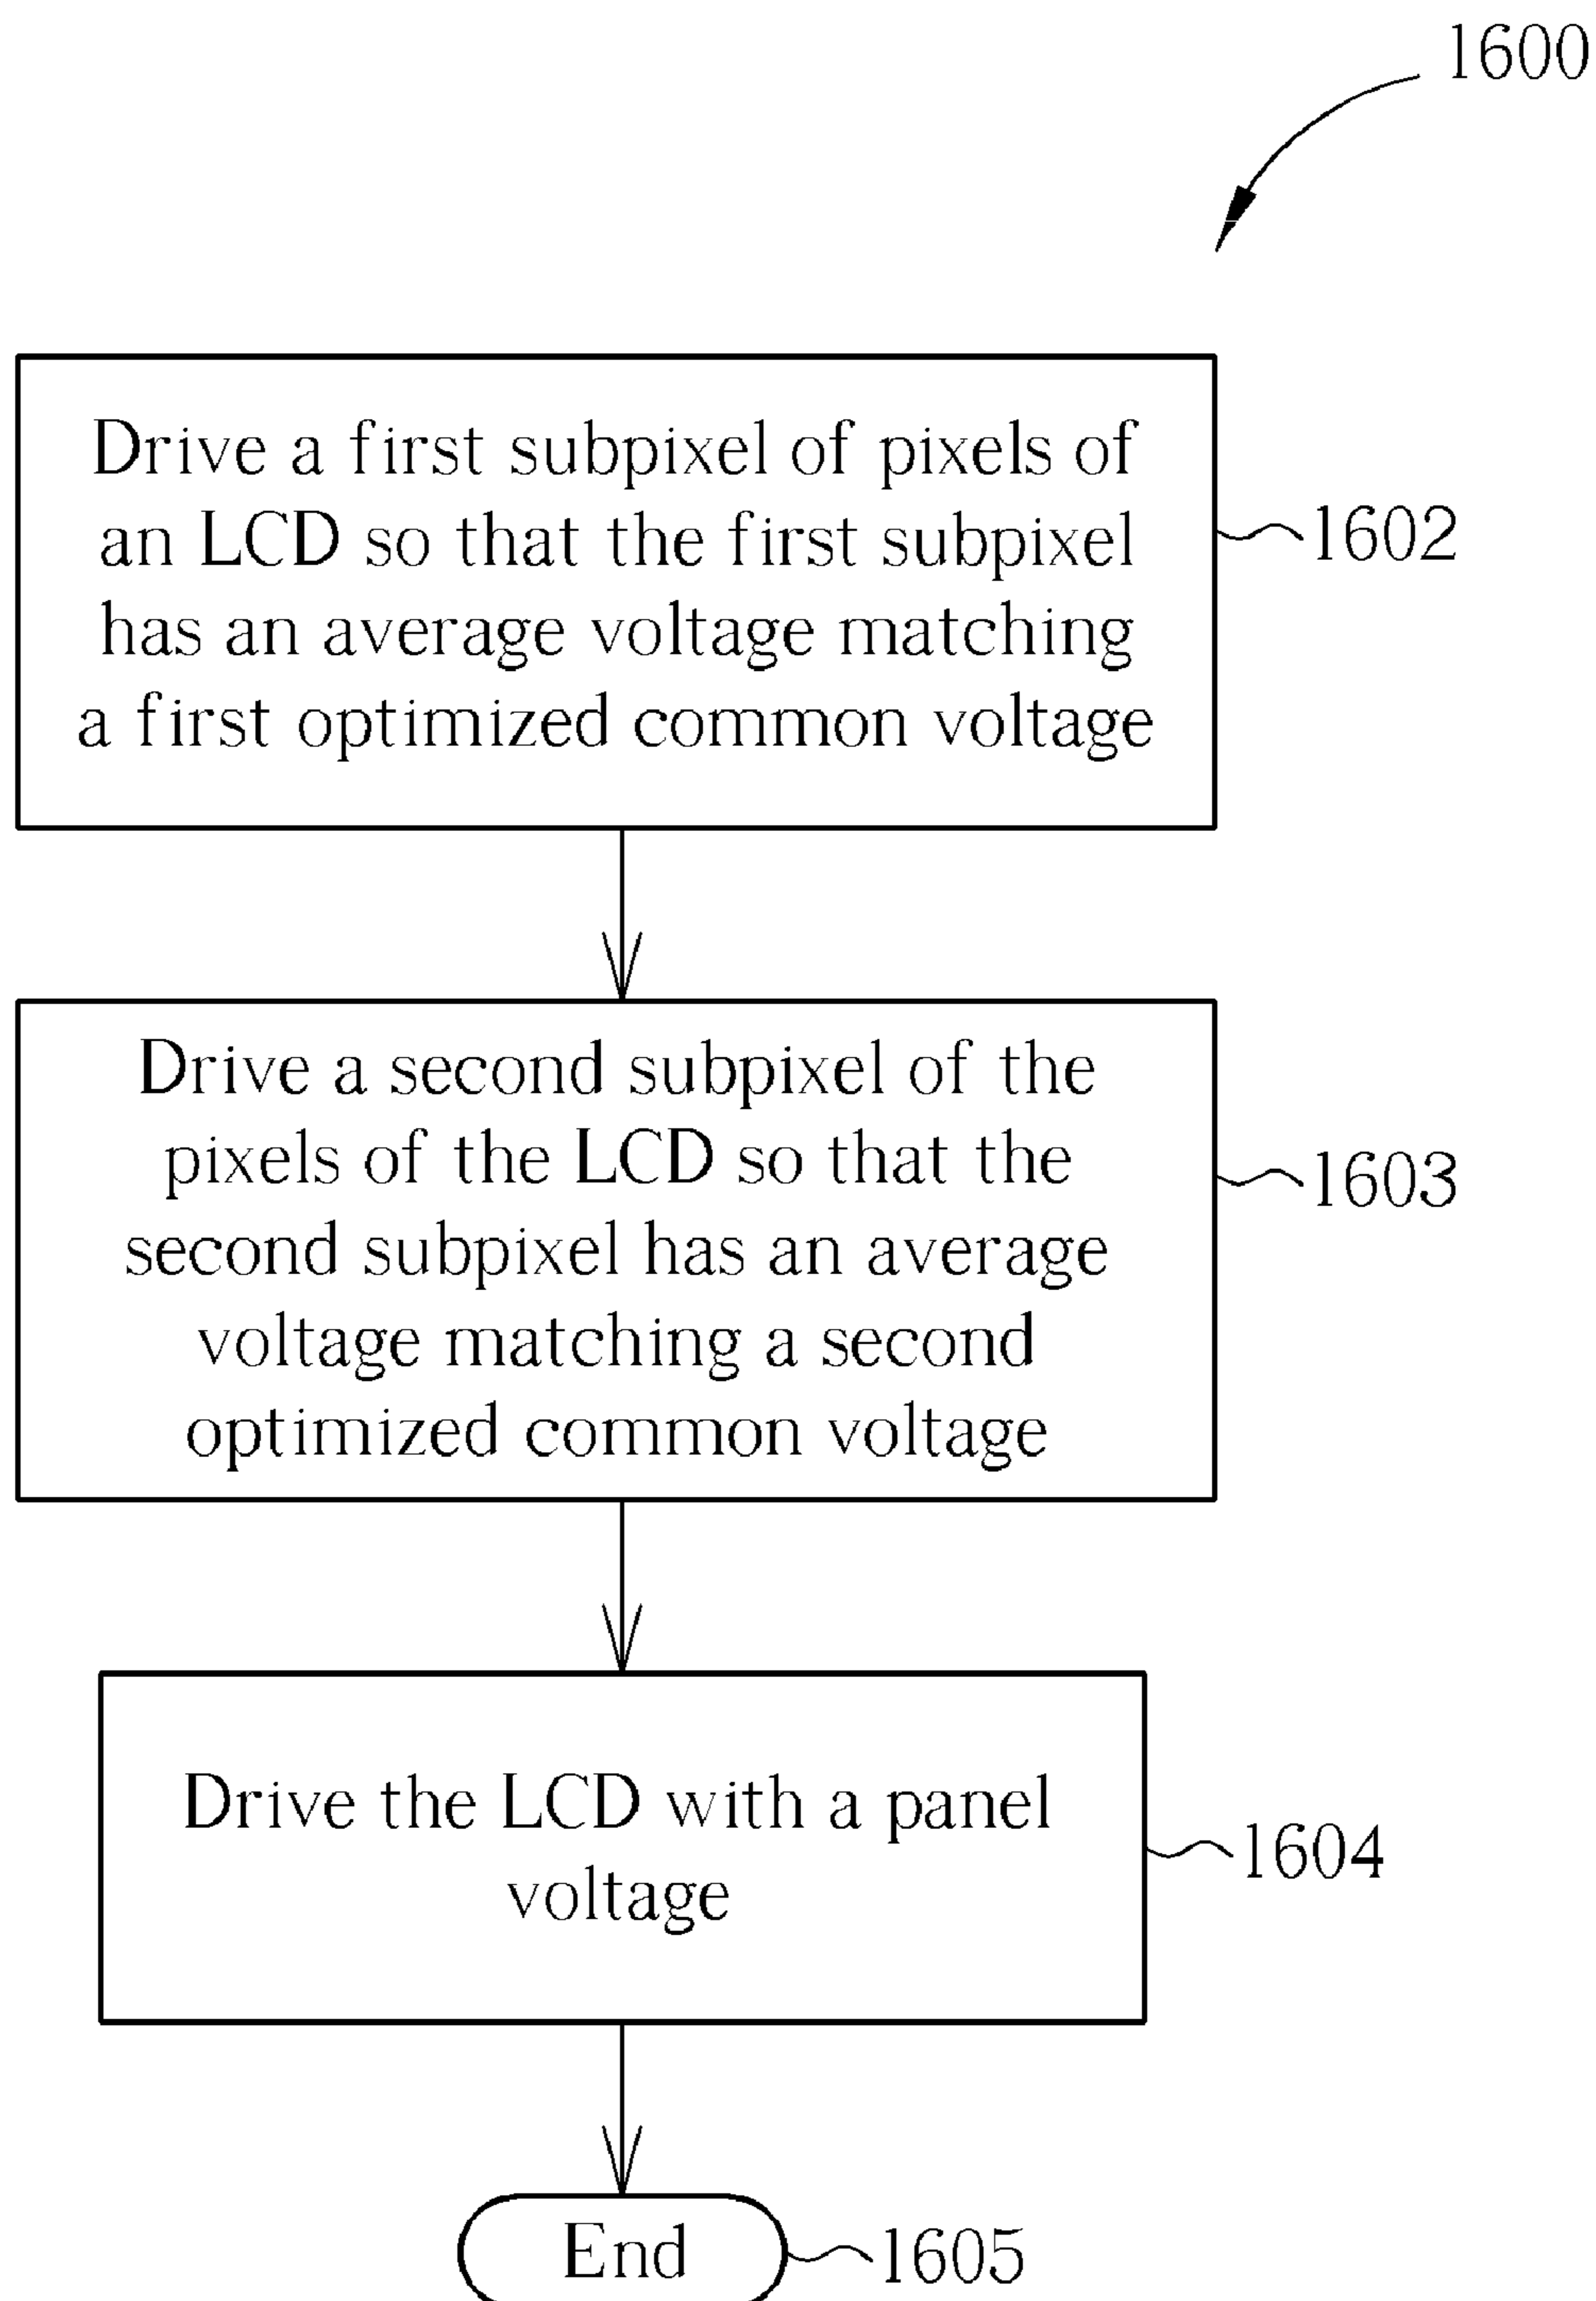 1600
Drive a first subpixel of pixels of
an LCD so that the first subpixel
has an average voltage matching
a first optimized common voltage
1602
Drive a second subpixel of the
pixels of the LCD so that the
second subpixel has an average
voltage matching a second
optimized common voltage
1603
Drive the LCD with a panel
voltage
1604
End
1605